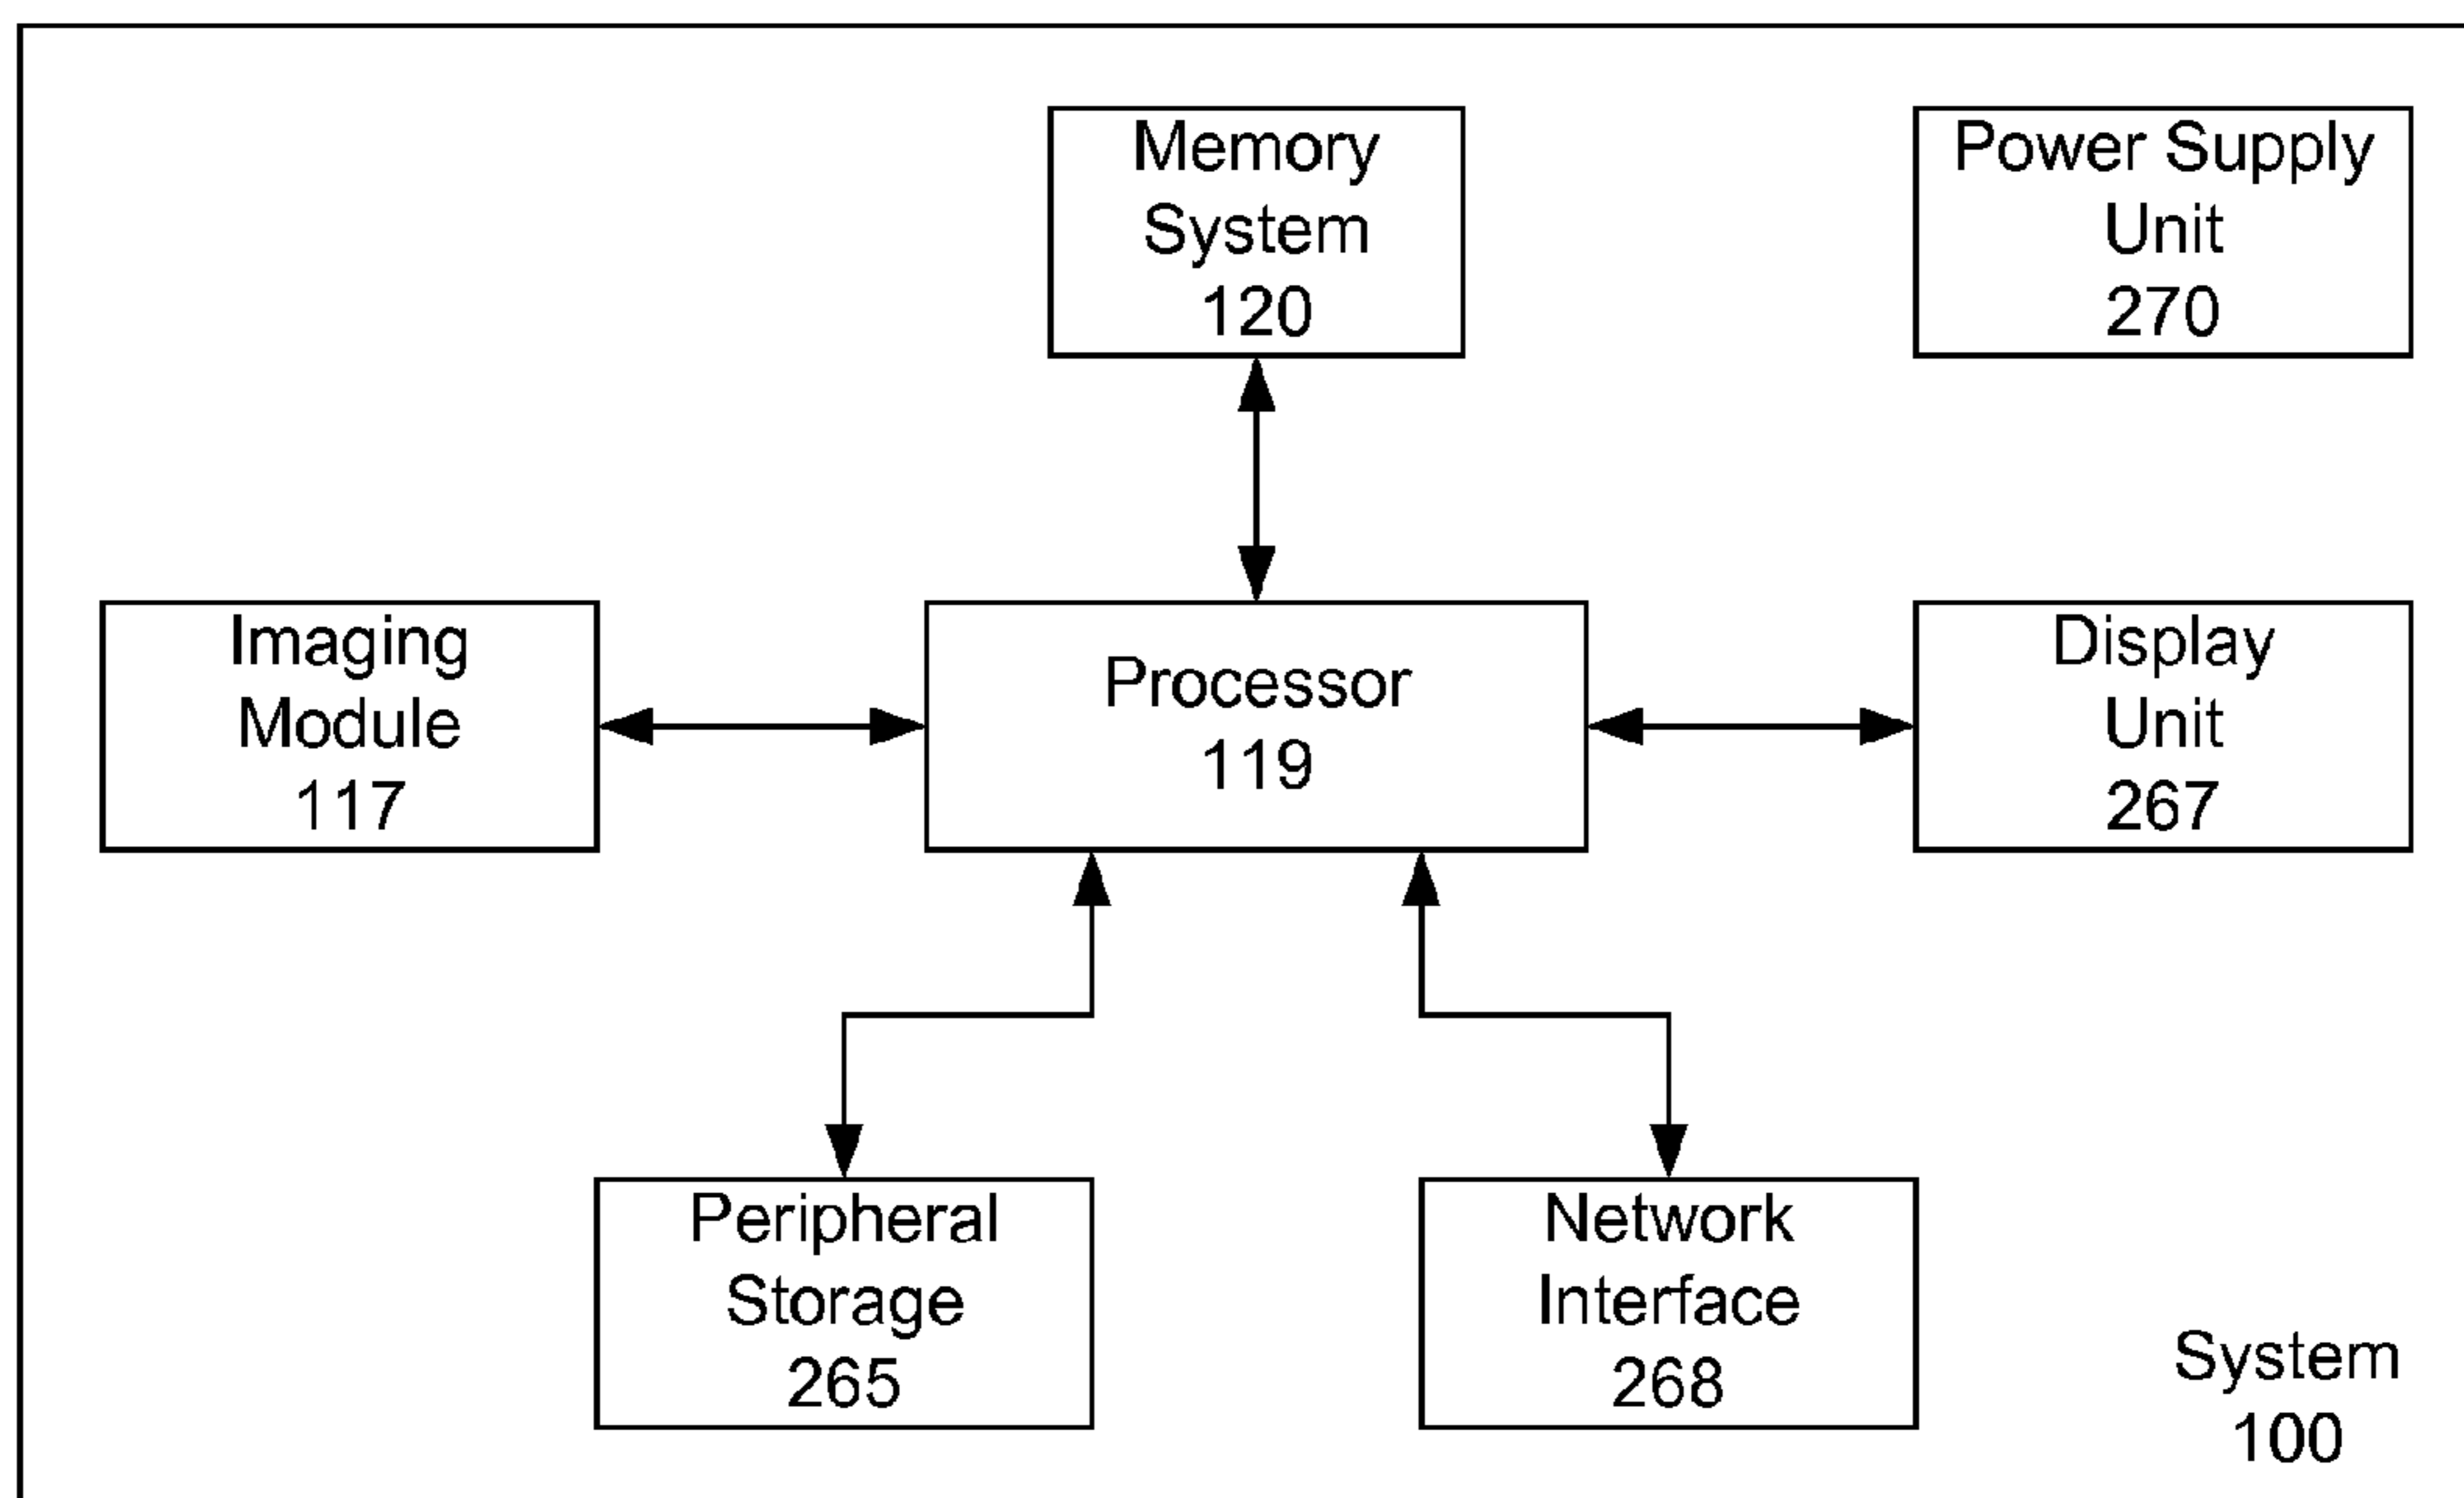 Memory
System
120
Power Supply
Unit
270
Imaging
Module
117
Processor
119
Display
Unit
267
Peripheral
Storage
265
Network
Interface
268
System
100